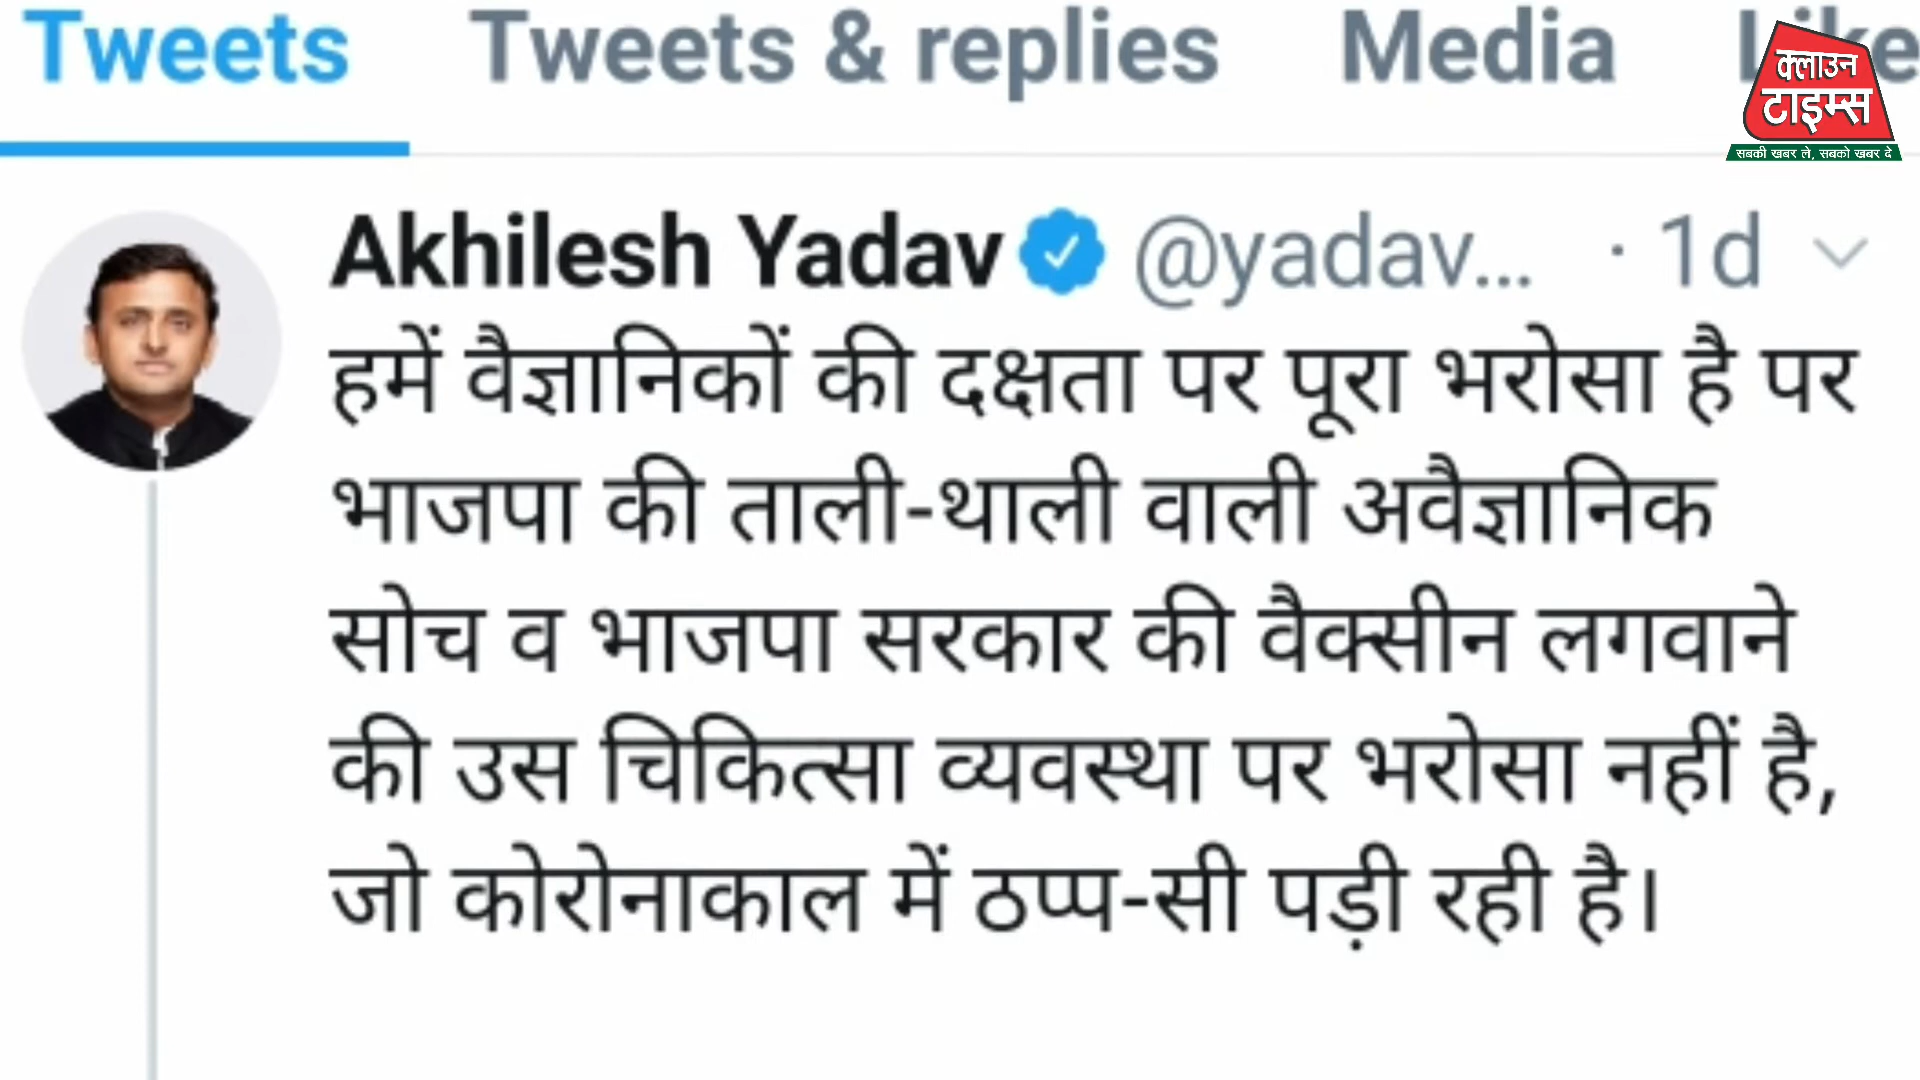 Tweets Tweets & replies Media Like
क्लाउन
टाइम्स
सबकी खबर ले, सबको खबर दे
Akhilesh Yadav @yadav... · 1d
हमें वैज्ञानिकों की दक्षता पर पूरा भरोसा है पर
भाजपा की ताली-थाली वाली अवैज्ञानिक
सोच व भाजपा सरकार की वैक्सीन लगवाने
की उस चिकित्सा व्यवस्था पर भरोसा नहीं है,
जो कोरोनाकाल में ठप्प-सी पड़ी रही है।